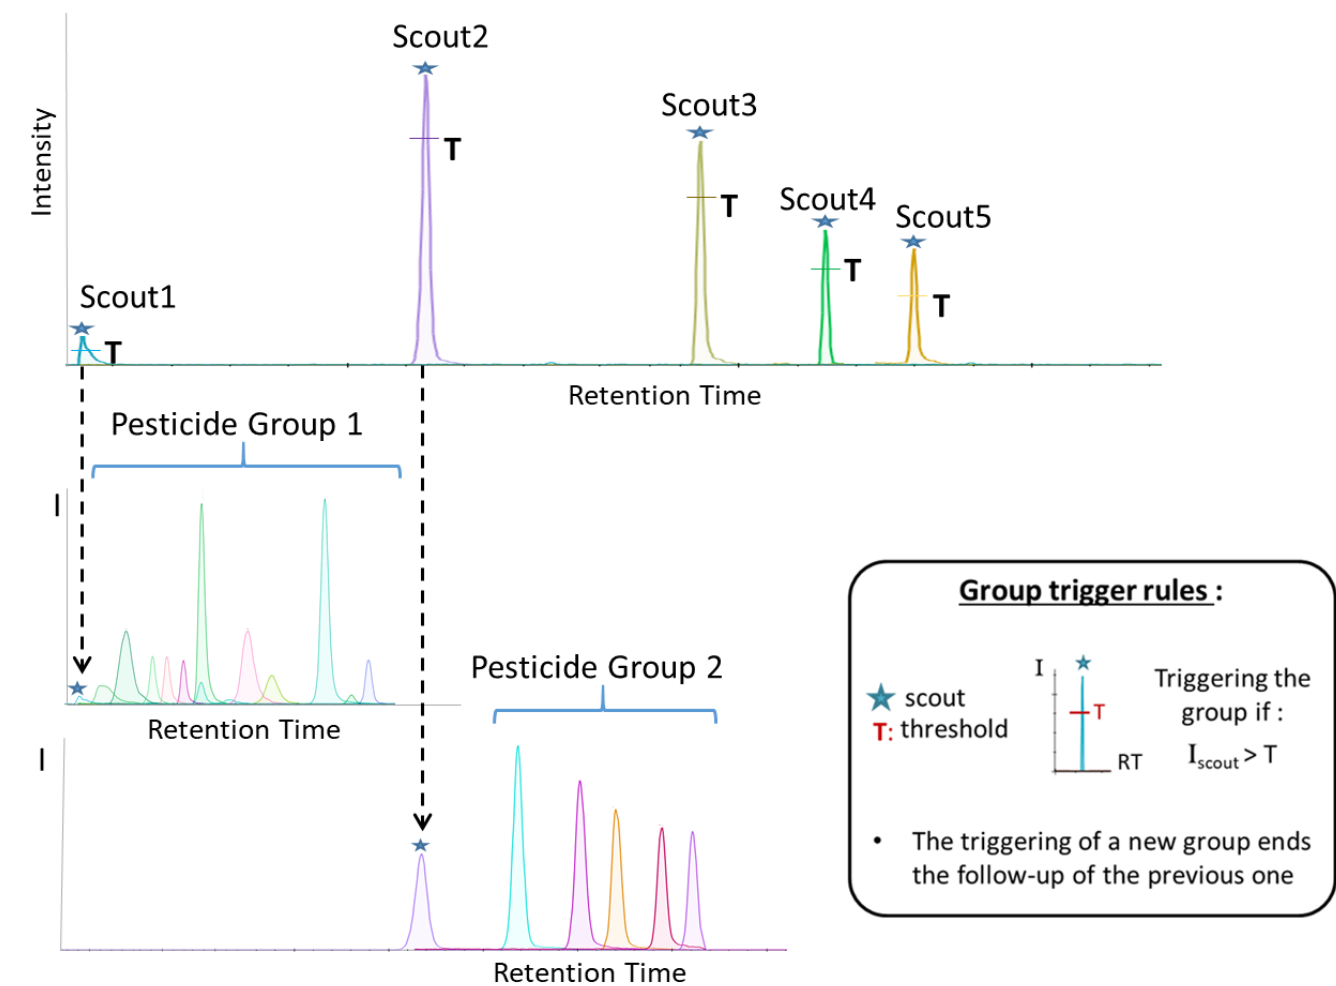 Scout2
Intensity
Scout3
T
Scout4
Scout5
T
T
T
Scout1
T
Retention Time
Pesticide Group 1
I
Retention Time
Pesticide Group 2
I
Retention Time
Group trigger rules :
scout
T: threshold
I
T
RT
Triggering the
group if :
Iscout > T
• The triggering of a new group ends
the follow-up of the previous one